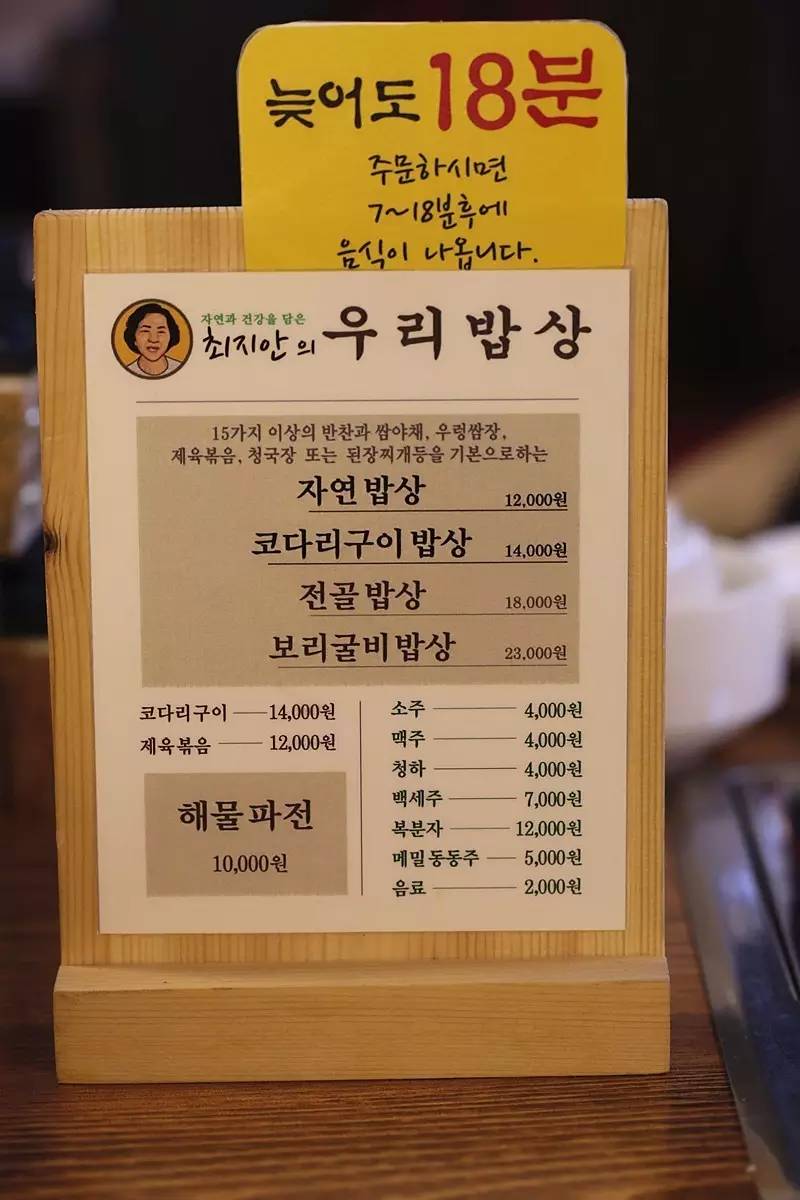 늦어도 18분
주문하시면
7~18분후에
음식이 나옵니다.
자연과 건강을 담은
최지안의 우리밥상
15가지 이상의 반찬과 쌈야채, 우렁쌈장,
제육볶음, 청국장 또는 된장찌개등을 기본으로하는
자연밥상 12,000원
코다리구이밥상 14,000원
전골밥상 18,000원
보리굴비밥상 23,000원
코다리구이 14,000원
제육볶음 12,000원
해물파전
10,000원
소주 4,000원
맥주 4,000원
청하 4,000원
백세주 7,000원
복분자 12,000원
메밀동동주 5,000원
음료 2,000원